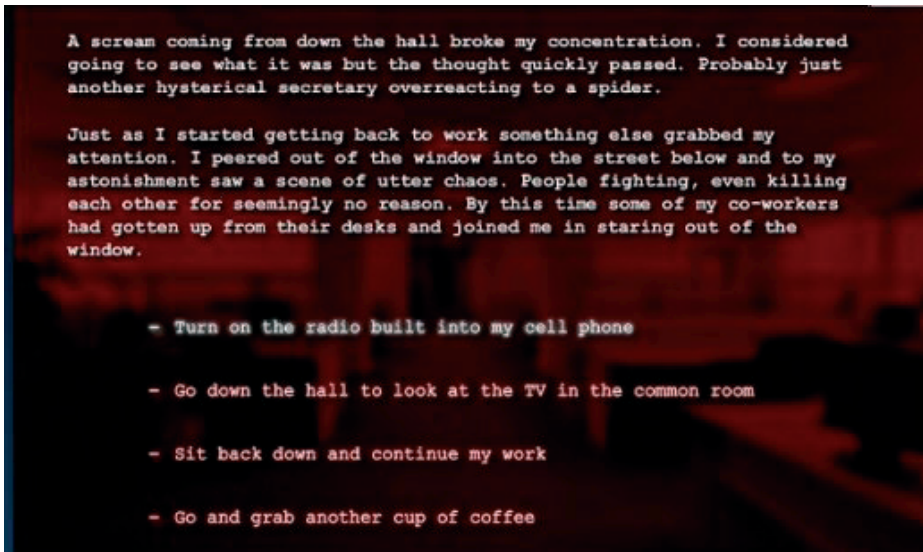 A scream coming from down the hall broke my concentration. I considered
going to see what it was but the thought quickly passed. Probably just
another hysterical secretary overreacting to a spider.
Just as I started getting back to work something else grabbed my
attention. I peered out of the window into the street below and to my
astonishment saw a scene of utter chaos. People fighting, even killing
each other for seemingly no reason. By this time some of my co-workers
had gotten up from their desks and joined me in staring out of the
window.
- Turn on the radio built into my cell phone
- Go down the hall to look at the TV in the common room
- Sit back down and continue my work
- Go and grab another cup of coffee